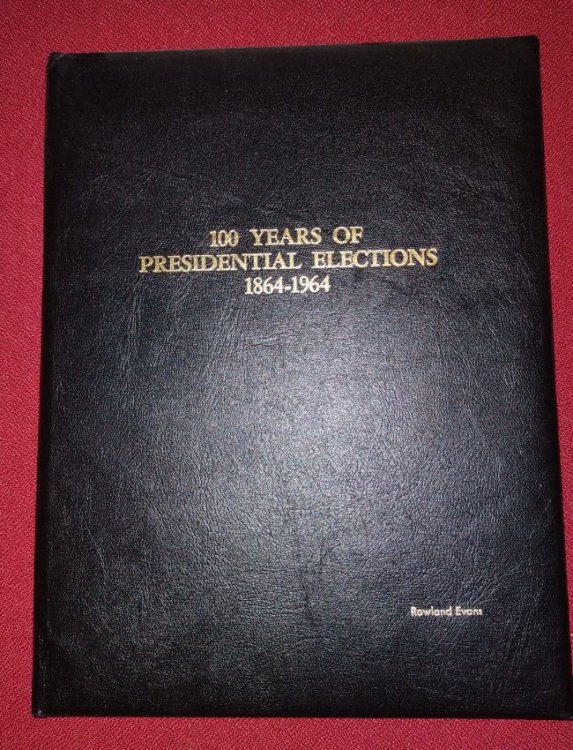 100 YEARS OF
PRESIDENTIAL ELECTIONS
1864-1964
Rowland Evans